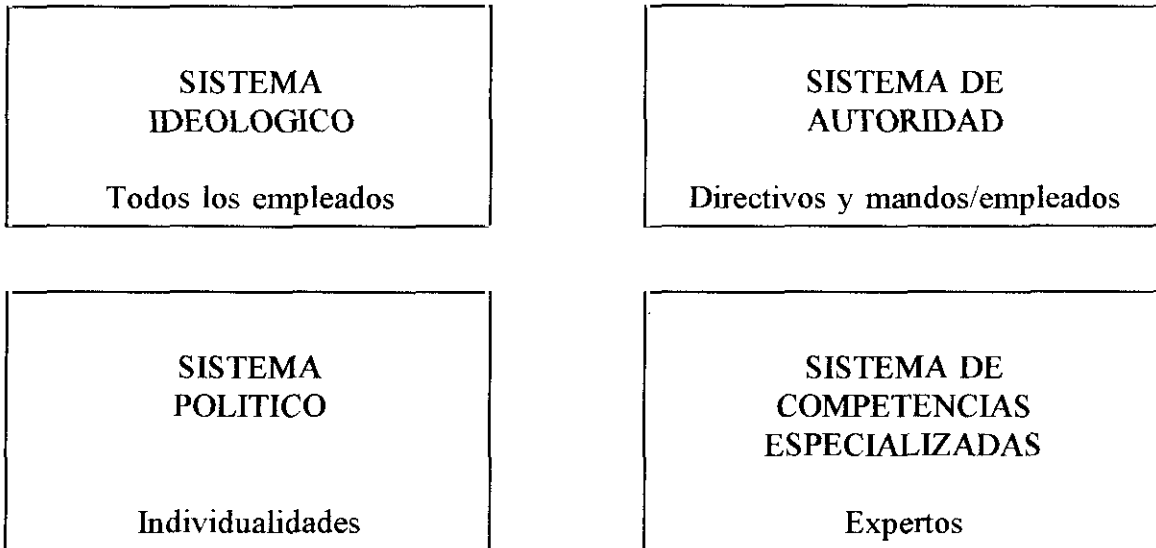 SISTEMA
IDEOLOGICO
Todos los empleados
SISTEMA DE
AUTORIDAD
Directivos y mandos/empleados
SISTEMA
POLITICO
Individualidades
SISTEMA DE
COMPETENCIAS
ESPECIALIZADAS
Expertos